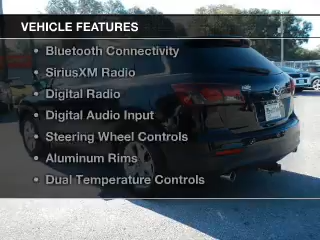 VEHICLE FEATURES
• Bluetooth Connectivity
• SiriusXM Radio
• Digital Radio
• Digital Audio Input
• Steering Wheel Controls
• Aluminum Rims
• Dual Temperature Controls